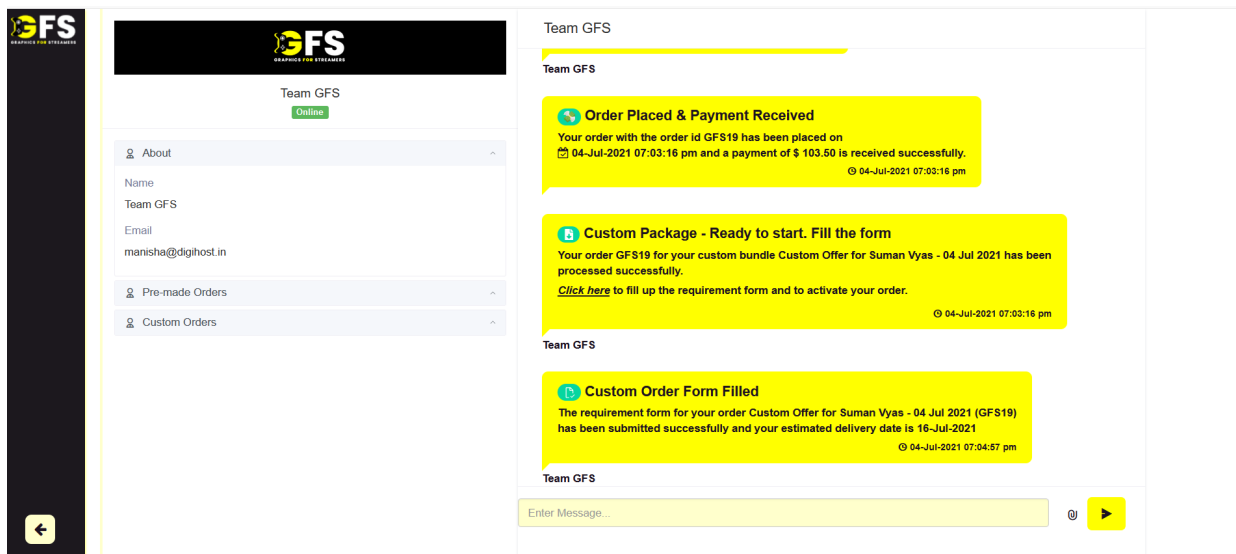 GFS
GRAPHICS FOR STREAMERS
GFS
GRAPHICS FOR STREAMERS
Team GFS
Online
About
Name
Team GFS
Email
manisha@digihost.in
Pre-made Orders
Custom Orders
Team GFS
Team GFS
Order Placed & Payment Received
Your order with the order id GFS19 has been placed on
04-Jul-2021 07:03:16 pm and a payment of $ 103.50 is received successfully.
04-Jul-2021 07:03:16 pm
Custom Package - Ready to start. Fill the form
Your order GFS19 for your custom bundle Custom Offer for Suman Vyas - 04 Jul 2021 has been
processed successfully.
Click here to fill up the requirement form and to activate your order.
04-Jul-2021 07:03:16 pm
Team GFS
Custom Order Form Filled
The requirement form for your order Custom Offer for Suman Vyas - 04 Jul 2021 (GFS19)
has been submitted successfully and your estimated delivery date is 16-Jul-2021
04-Jul-2021 07:04:57 pm
Team GFS
Enter Message...